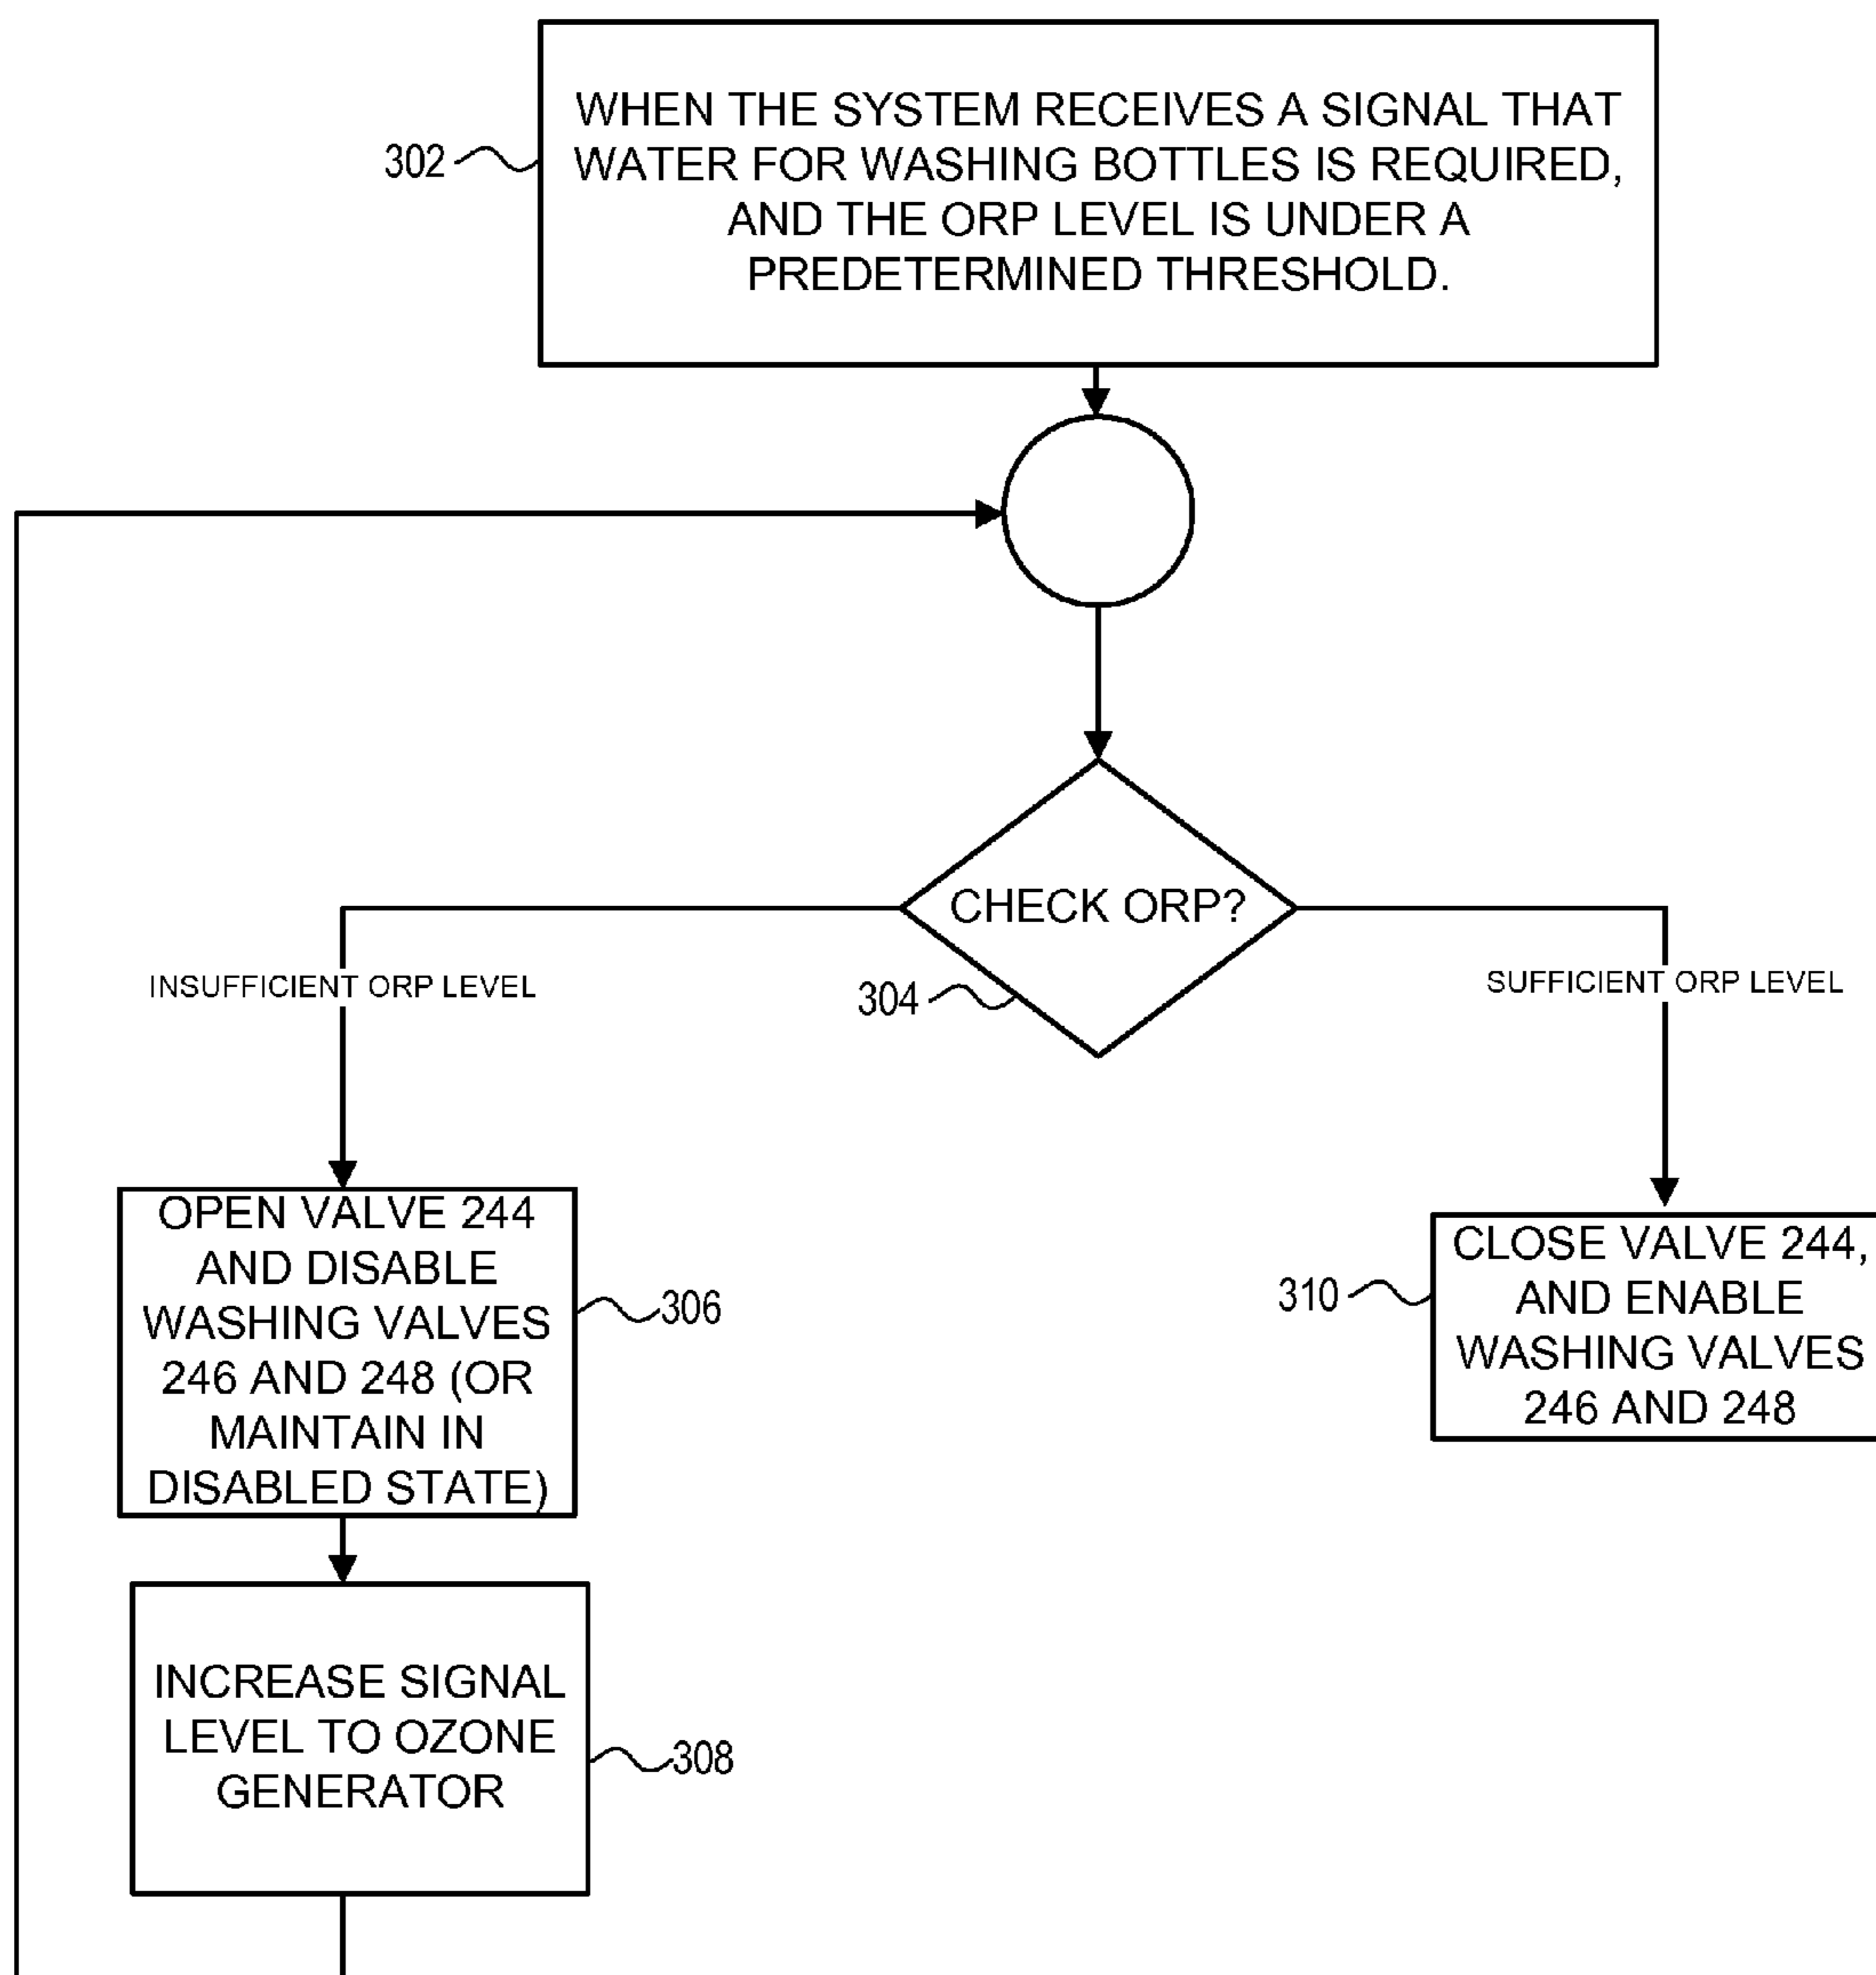 WHEN THE SYSTEM RECEIVES A SIGNAL THAT
WATER FOR WASHING BOTTLES IS REQUIRED,
AND THE ORP LEVEL IS UNDER A
PREDETERMINED THRESHOLD.
302
CHECK ORP?
304
INSUFFICIENT ORP LEVEL
SUFFICIENT ORP LEVEL
OPEN VALVE 244
AND DISABLE
WASHING VALVES
246 AND 248 (OR
MAINTAIN IN
DISABLED STATE)
306
CLOSE VALVE 244,
AND ENABLE
WASHING VALVES
246 AND 248
310
INCREASE SIGNAL
LEVEL TO OZONE
GENERATOR
308